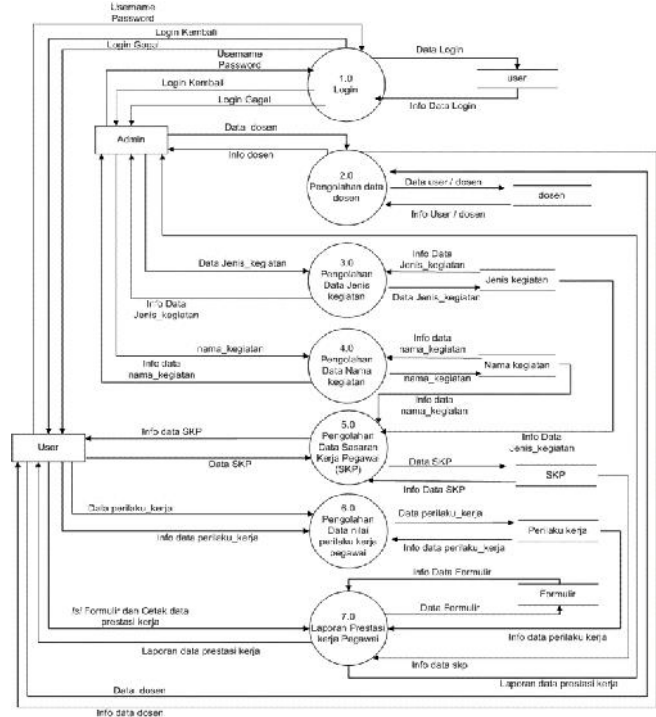 Username
Password
Login Kembali
Login Gagal
Username
Password
Login Kembali
Login Gagal
1.0
Login
Data Login
user
Info Data Login
Admin
Data dosen
Info dosen
2.0
Pengolahan data
dosen
Data user / dosen
dosen
Info User / dosen
Data Jenis_kegiatan
Info Data
Jenis_kegiatan
3.0
Pengolahan
Data Jenis
kegiatan
Info Data
Jenis_kegiatan
Jenis kegiatan
Data Jenis_kegiatan
nama_kegiatan
Info data
nama_kegiatan
4.0
Pengolahan
Data Nama
kegiatan
Info data
nama_kegiatan
nama_kegiatan
Nama kegiatan
Info data
nama_kegiatan
User
Info data SKP
Data SKP
5.0
Pengolahan
Data Sasaran
Kerja Pegawai
(SKP)
Info Data
Jenis_kegiatan
Data SKP
SKP
Info Data SKP
Data perilaku_kerja
Info data perilaku_kerja
6.0
Pengolahan
Data nilai
perilaku kerja
pegawai
Data perilaku_kerja
Perilaku kerja
Info data perilaku_kerja
Info Data Formulir
Formulir
Data Formulir
Isi Formulir dan Cetak data
prestasi kerja
Laporan data prestasi kerja
7.0
Laporan Prestasi
kerja Pegawai
Info data perilaku kerja
Info data skp
Laporan data prestasi kerja
Data dosen
Info data dosen